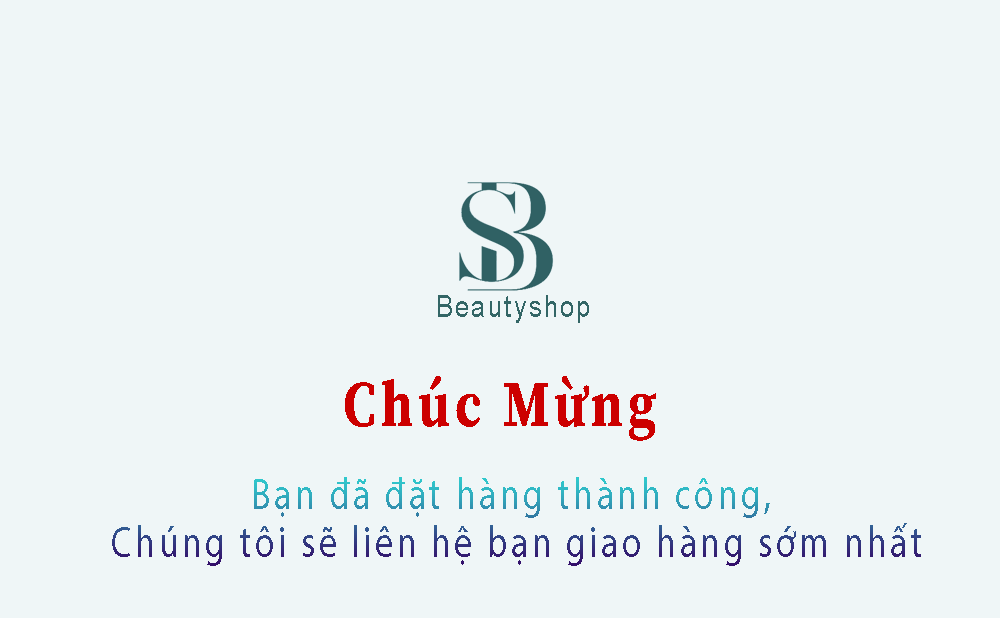 SB
Beautyshop
Chúc Mừng
Bạn đã đặt hàng thành công,
Chúng tôi sẽ liên hệ bạn giao hàng sớm nhất